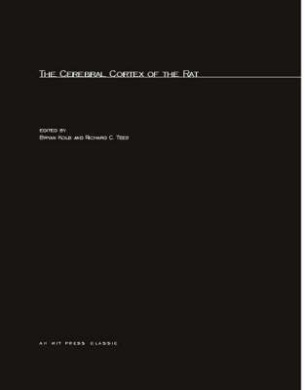 THE CEREBRAL CORTEX OF THE RAT
EDITED BY
BRYAN KOLB AND RICHARD C. TEES
AN MIT PRESS CLASSIC